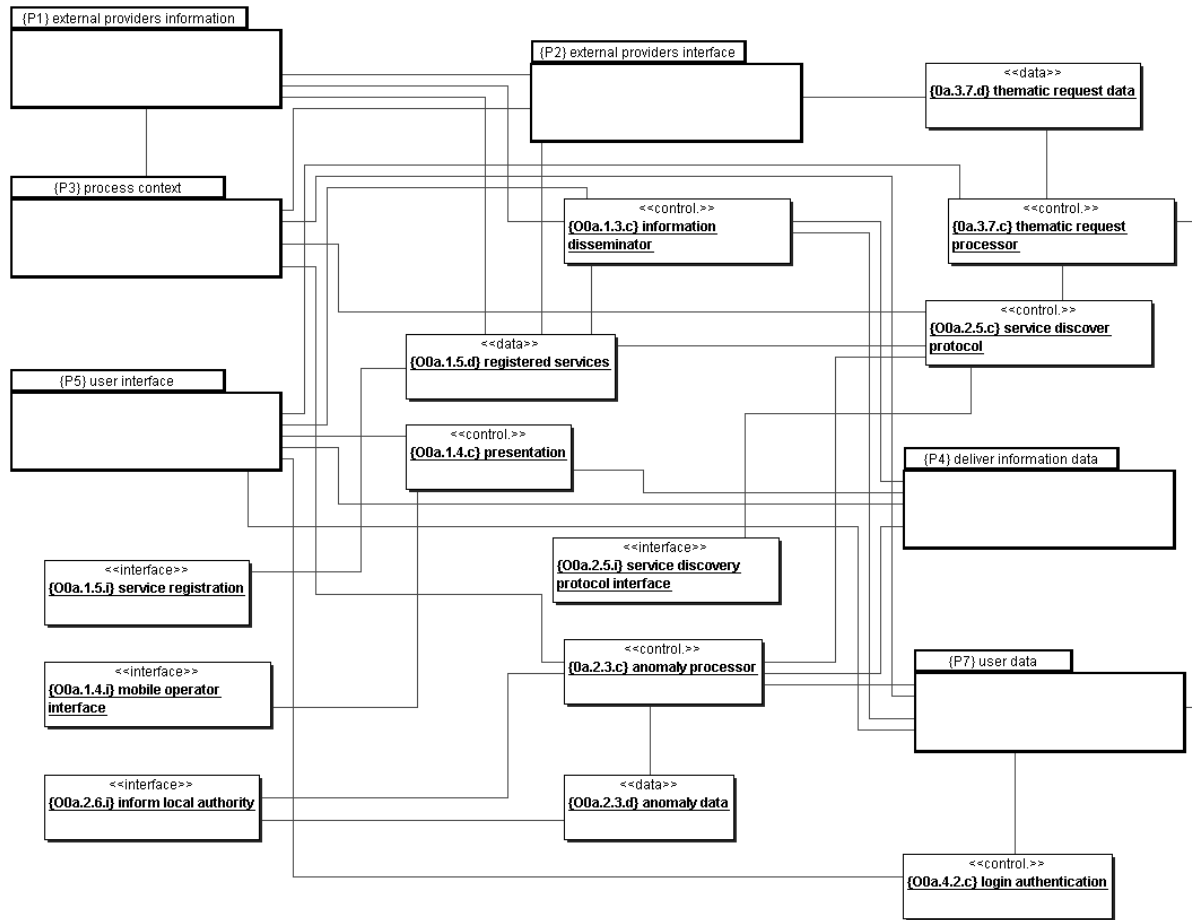 {P1} external providers information
{P2} external providers interface
<<data>>
{0a.3.7.d} thematic request data
{P3} process context
<<control.>>
{O0a.1.3.c} information
disseminator
<<control.>>
{0a.3.7.c} thematic request
processor
<<control.>>
{O0a.2.5.c} service discover
protocol
<<data>>
{O0a.1.5.d} registered services
{P5} user interface
<<control.>>
{O0a.1.4.c} presentation
{P4} deliver information data
<<interface>>
{O0a.2.5.i} service discovery
protocol interface
<<interface>>
{O0a.1.5.i} service registration
<<control.>>
{0a.2.3.c} anomaly processor
{P7} user data
<<interface>>
{O0a.1.4.i} mobile operator
interface
<<interface>>
{O0a.2.6.i} inform local authority
<<data>>
{O0a.2.3.d} anomaly data
<<control.>>
{O0a.4.2.c} login authentication